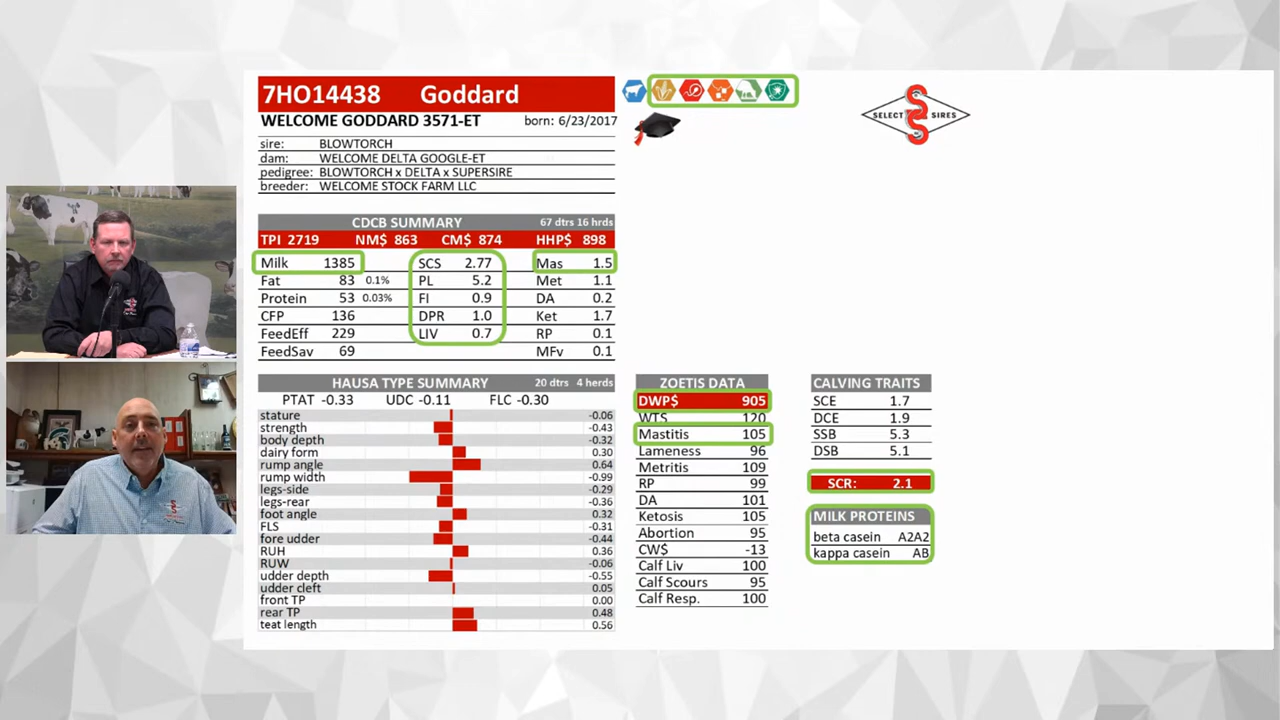 7HO14438 Goddard
WELCOME GODDARD 3571-ET born: 6/23/2017
sire: BLOWTORCH
dam: WELCOME DELTA GOOGLE-ET
pedigree: BLOWTORCH x DELTA x SUPERSIRE
breeder: WELCOME STOCK FARM LLC
SELECT SIRES
CDCB SUMMARY 67 dtrs 16 hrds
TPI 2719 NM$ 863 CM$ 874 HHP$ 898
Milk 1385 SCS 2.77 Mas 1.5
Fat 83 0.1% PL 5.2 Met 1.1
Protein 53 0.03% FI 0.9 DA 0.2
CFP 136 DPR 1.0 Ket 1.7
FeedEff 229 LIV 0.7 RP 0.1
FeedSav 69 MFv 0.1
HAUSA TYPE SUMMARY 20 dtrs 4 herds
PTAT -0.33 UDC -0.11 FLC -0.30
stature -0.06
strength -0.43
body depth -0.32
dairy form 0.30
rump angle 0.64
rump width -0.99
legs-side -0.29
legs-rear -0.36
foot angle 0.32
FLS -0.31
fore udder -0.44
RUH 0.36
RUW -0.06
udder depth -0.55
udder cleft 0.05
front TP 0.00
rear TP 0.48
teat length 0.56
ZOETIS DATA
DWP$ 905
WTS 120
Mastitis 105
Lameness 96
Metritis 109
RP 99
DA 101
Ketosis 105
Abortion 95
CW$ -13
Calf Liv 100
Calf Scours 95
Calf Resp. 100
CALVING TRAITS
SCE 1.7
DCE 1.9
SSB 5.3
DSB 5.1
SCR: 2.1
MILK PROTEINS
beta casein A2A2
kappa casein AB